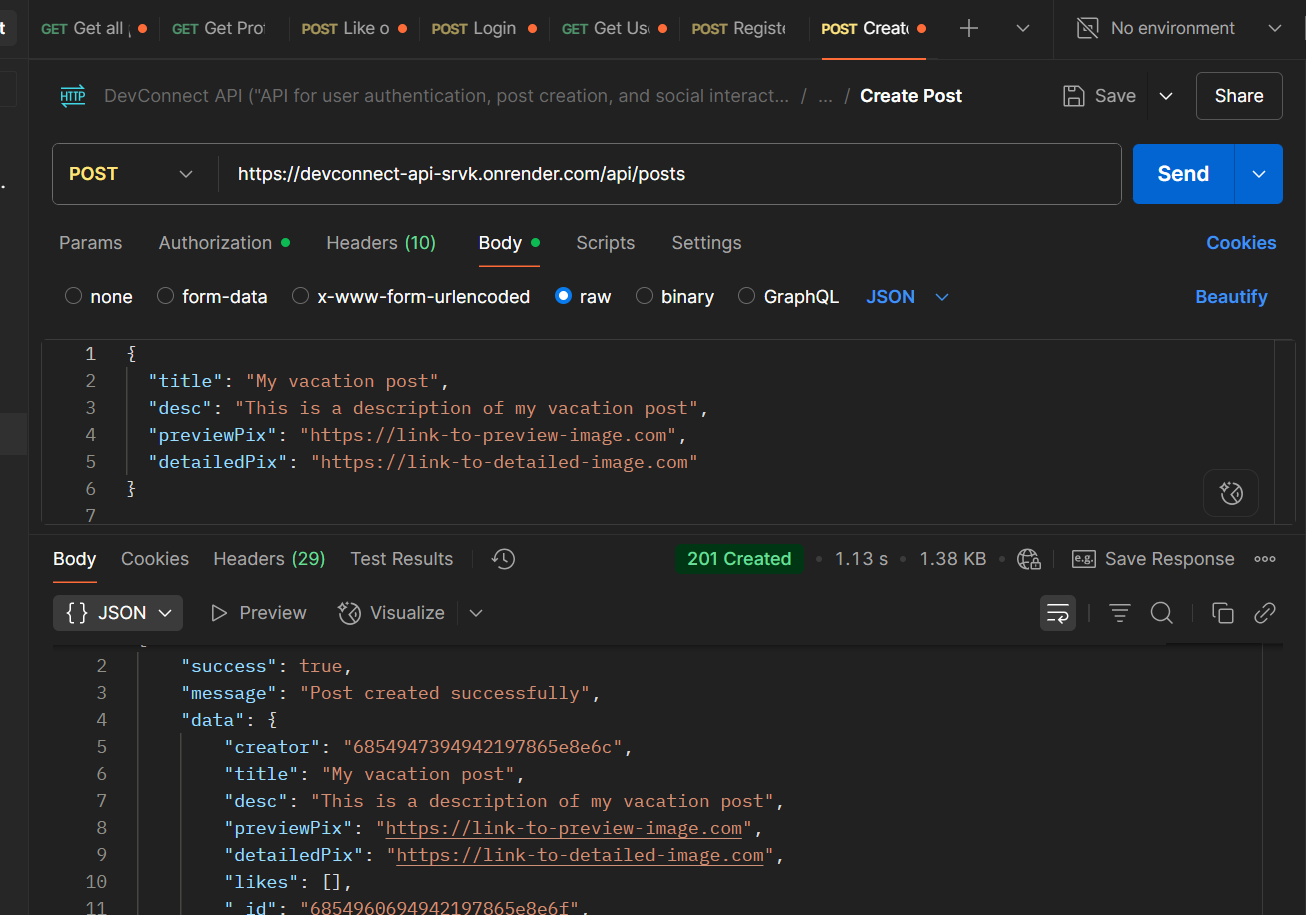 t GET Get all GET Get Pro POST Like o POST Login GET Get Us POST Registe POST Create No environment
HTTP DevConnect API ("API for user authentication, post creation, and social interact... / ... / Create Post Save Share
POST https://devconnect-api-srvk.onrender.com/api/posts Send
Params Authorization Headers (10) Body Scripts Settings Cookies
none form-data x-www-form-urlencoded raw binary GraphQL JSON Beautify
1 {
2 "title": "My vacation post",
3 "desc": "This is a description of my vacation post",
4 "previewPix": "https://link-to-preview-image.com",
5 "detailedPix": "https://link-to-detailed-image.com"
6 }
7
Body Cookies Headers (29) Test Results 201 Created • 1.13 s • 1.38 KB • e.g. Save Response
{} JSON Preview Visualize
2 "success": true,
3 "message": "Post created successfully",
4 "data": {
5 "creator": "6854947394942197865e8e6c",
6 "title": "My vacation post",
7 "desc": "This is a description of my vacation post",
8 "previewPix": "https://link-to-preview-image.com",
9 "detailedPix": "https://link-to-detailed-image.com",
10 "likes": [],
11 "_id": "6854960694942197865e8e6f",